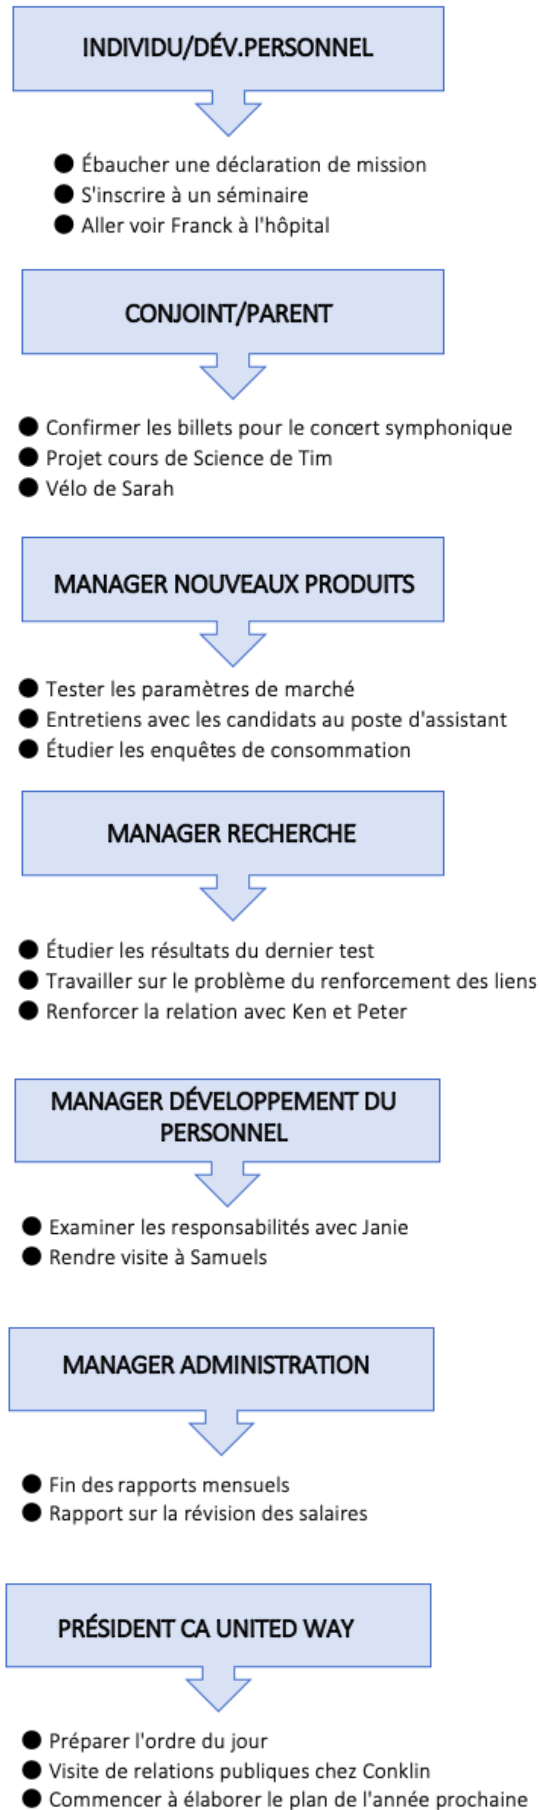 INDIVIDU/DÉV.PERSONNEL
● Ébaucher une déclaration de mission
● S'inscrire à un séminaire
● Aller voir Franck à l'hôpital
CONJOINT/PARENT
● Confirmer les billets pour le concert symphonique
● Projet cours de Science de Tim
● Vélo de Sarah
MANAGER NOUVEAUX PRODUITS
● Tester les paramètres de marché
● Entretiens avec les candidats au poste d'assistant
● Étudier les enquêtes de consommation
MANAGER RECHERCHE
● Étudier les résultats du dernier test
● Travailler sur le problème du renforcement des liens
● Renforcer la relation avec Ken et Peter
MANAGER DÉVELOPPEMENT DU
PERSONNEL
● Examiner les responsabilités avec Janie
● Rendre visite à Samuels
MANAGER ADMINISTRATION
● Fin des rapports mensuels
● Rapport sur la révision des salaires
PRÉSIDENT CA UNITED WAY
● Préparer l'ordre du jour
● Visite de relations publiques chez Conklin
● Commencer à élaborer le plan de l'année prochaine